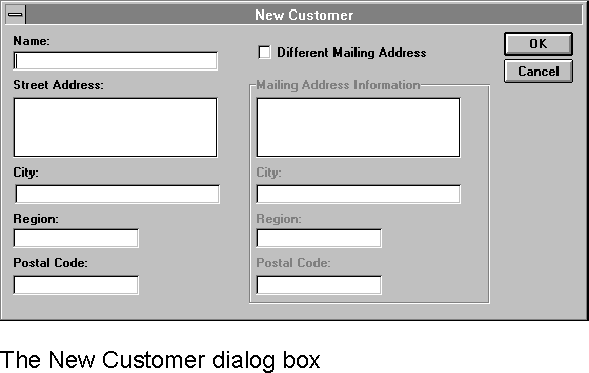 New Customer
Name:
Different Mailing Address
OK
Cancel
Street Address:
Mailing Address Information
City:
City:
Region:
Region:
Postal Code:
Postal Code:
The New Customer dialog box